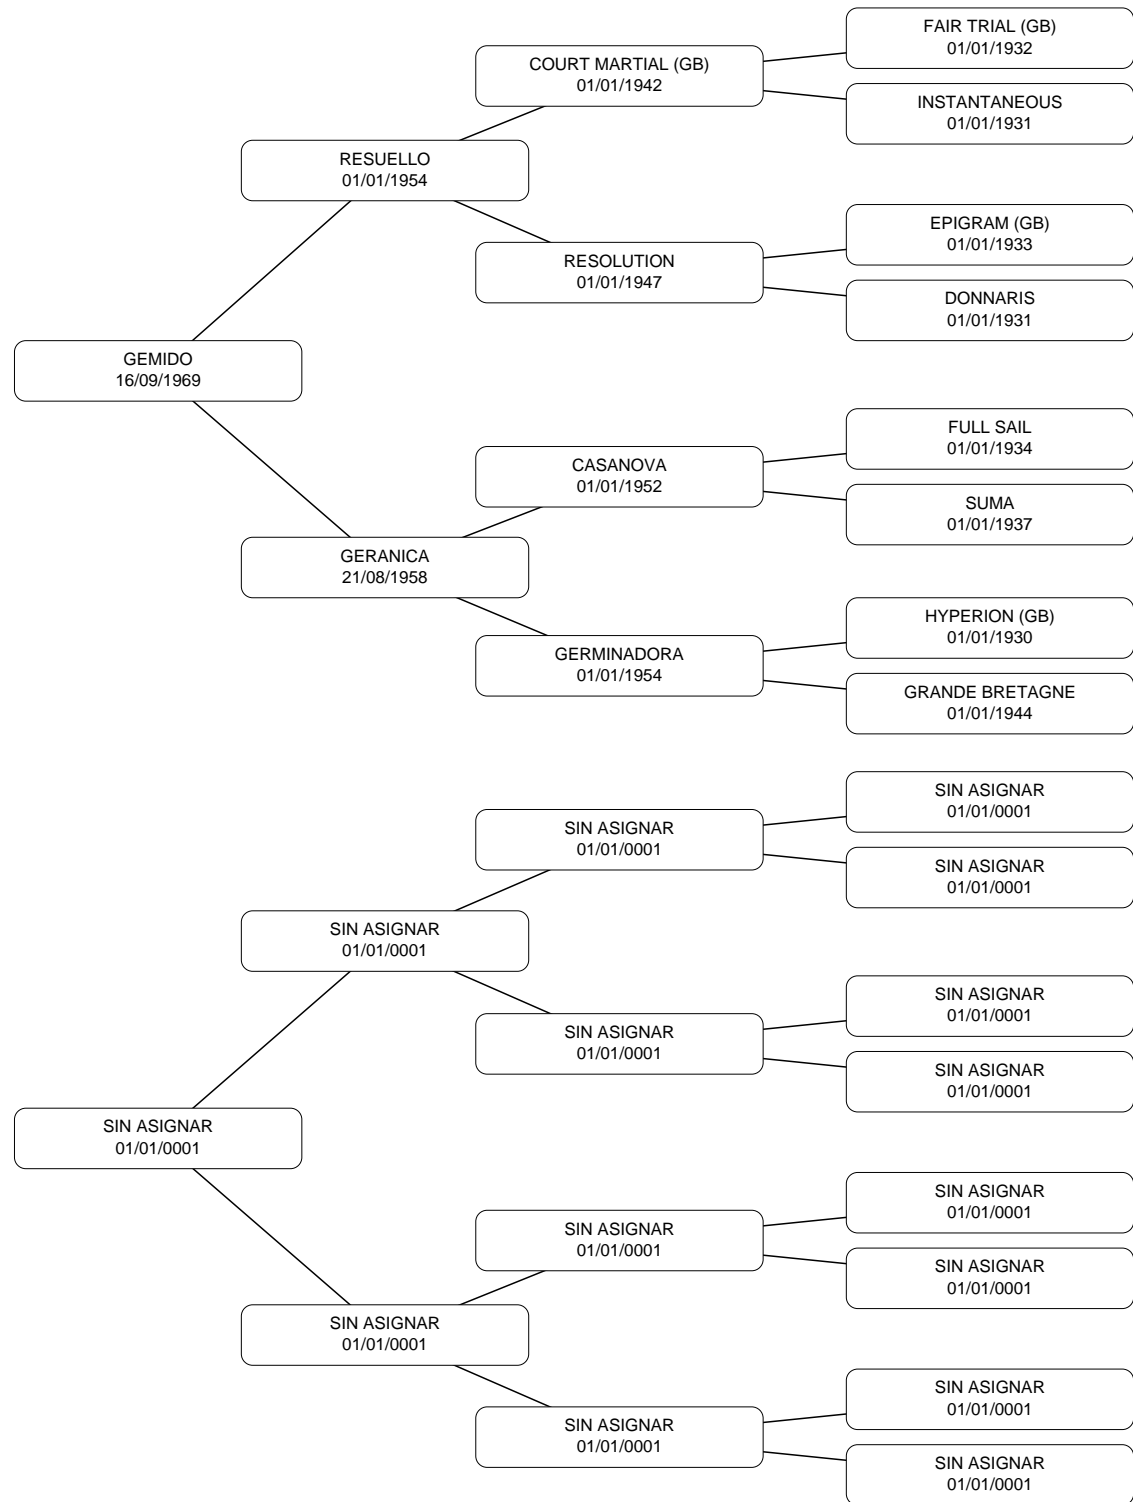 FAIR TRIAL (GB)
01/01/1932
COURT MARTIAL (GB)
01/01/1942
INSTANTANEOUS
01/01/1931
RESUELLO
01/01/1954
EPIGRAM (GB)
01/01/1933
RESOLUTION
01/01/1947
DONNARIS
01/01/1931
GEMIDO
16/09/1969
FULL SAIL
01/01/1934
CASANOVA
01/01/1952
SUMA
01/01/1937
GERANICA
21/08/1958
HYPERION (GB)
01/01/1930
GERMINADORA
01/01/1954
GRANDE BRETAGNE
01/01/1944
SIN ASIGNAR
01/01/0001
SIN ASIGNAR
01/01/0001
SIN ASIGNAR
01/01/0001
SIN ASIGNAR
01/01/0001
SIN ASIGNAR
01/01/0001
SIN ASIGNAR
01/01/0001
SIN ASIGNAR
01/01/0001
SIN ASIGNAR
01/01/0001
SIN ASIGNAR
01/01/0001
SIN ASIGNAR
01/01/0001
SIN ASIGNAR
01/01/0001
SIN ASIGNAR
01/01/0001
SIN ASIGNAR
01/01/0001
SIN ASIGNAR
01/01/0001
SIN ASIGNAR
01/01/0001